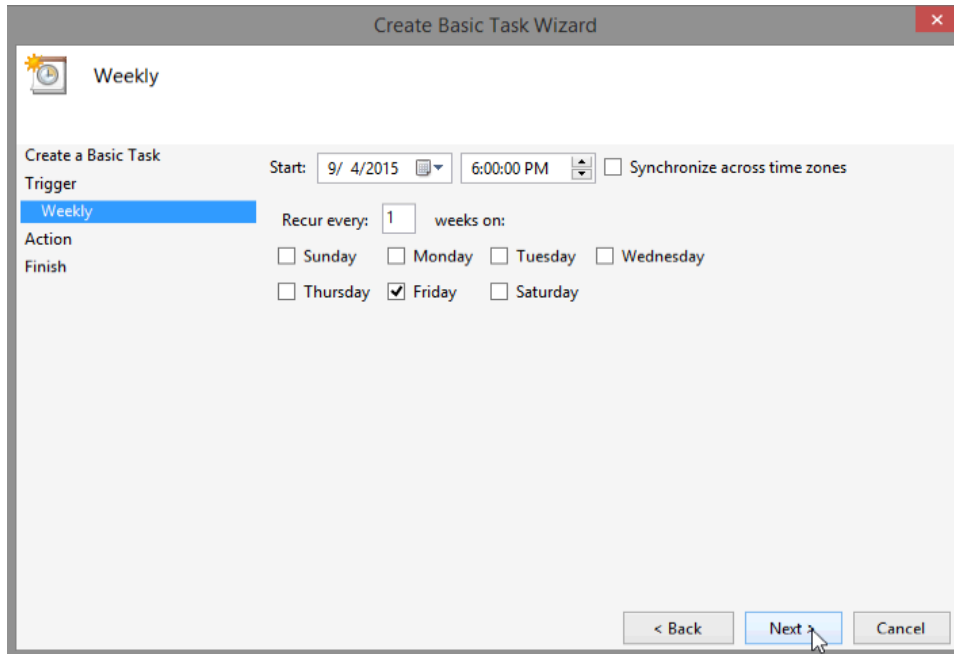 Create Basic Task Wizard
Weekly
Create a Basic Task
Trigger
Weekly
Action
Finish
Start: 9/ 4/2015 6:00:00 PM Synchronize across time zones
Recur every: 1 weeks on:
Sunday Monday Tuesday Wednesday
Thursday Friday Saturday
< Back Next > Cancel